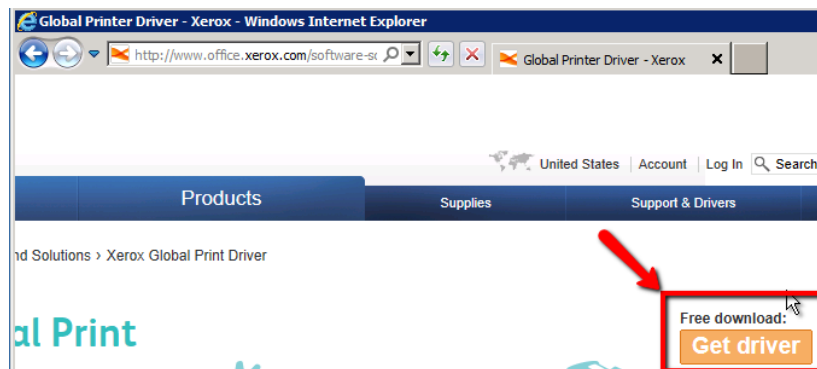 Global Printer Driver - Xerox - Windows Internet Explorer
http://www.office.xerox.com/software-sc
Global Printer Driver - Xerox
United States | Account | Log In Search
Products Supplies Support & Drivers
nd Solutions › Xerox Global Print Driver
Free download:
al Print
Get driver